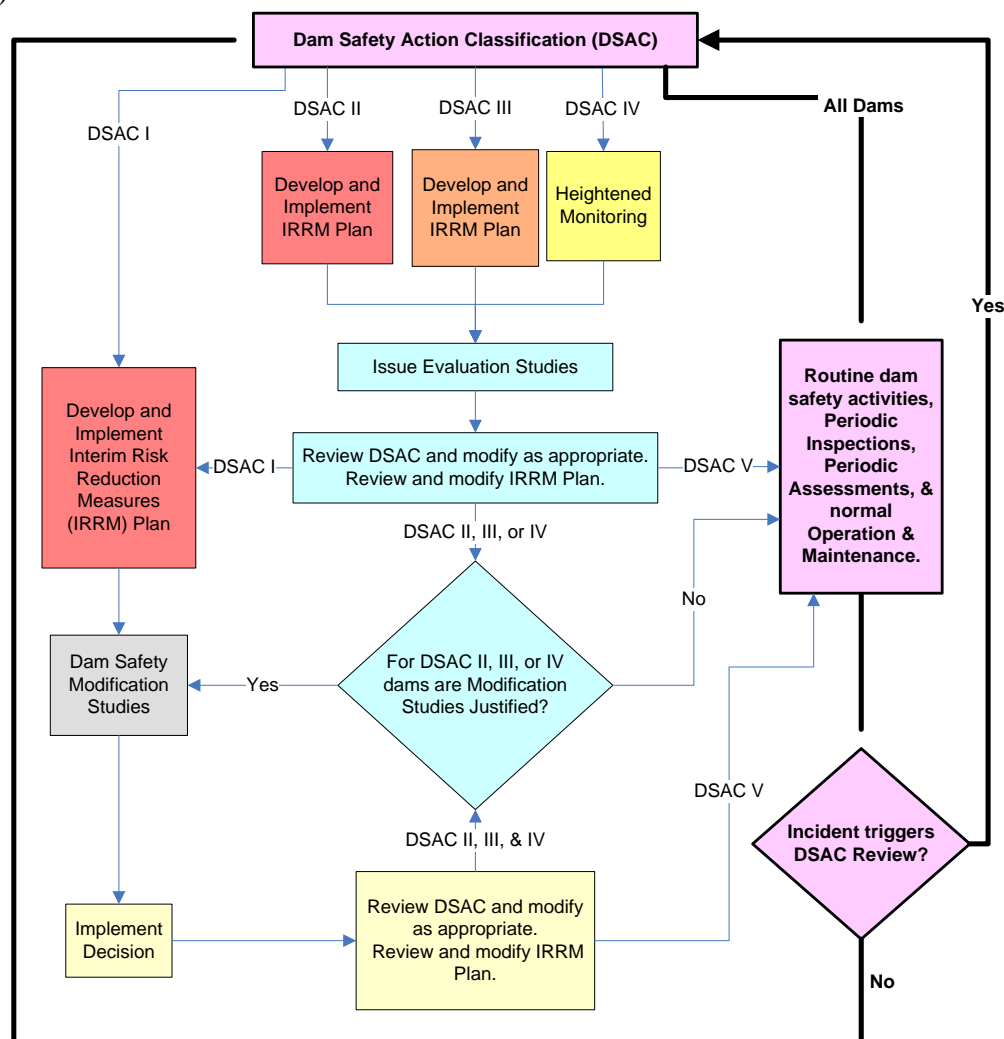 )
Dam Safety Action Classification (DSAC)
DSAC I
DSAC II
DSAC III
DSAC IV
All Dams
Develop and
Implement
IRRM Plan
Develop and
Implement
IRRM Plan
Heightened
Monitoring
Yes
Issue Evaluation Studies
Develop and
Implement
Interim Risk
Reduction
Measures
(IRRM) Plan
DSAC I
Review DSAC and modify as appropriate.
Review and modify IRRM Plan.
DSAC V
Routine dam
safety activities,
Periodic
Inspections,
Periodic
Assessments, &
normal
Operation &
Maintenance.
DSAC II, III, or IV
No
Dam Safety
Modification
Studies
Yes
For DSAC II, III, or IV
dams are Modification
Studies Justified?
DSAC V
Incident triggers
DSAC Review?
DSAC II, III, & IV
Implement
Decision
Review DSAC and modify
as appropriate.
Review and modify IRRM
Plan.
No